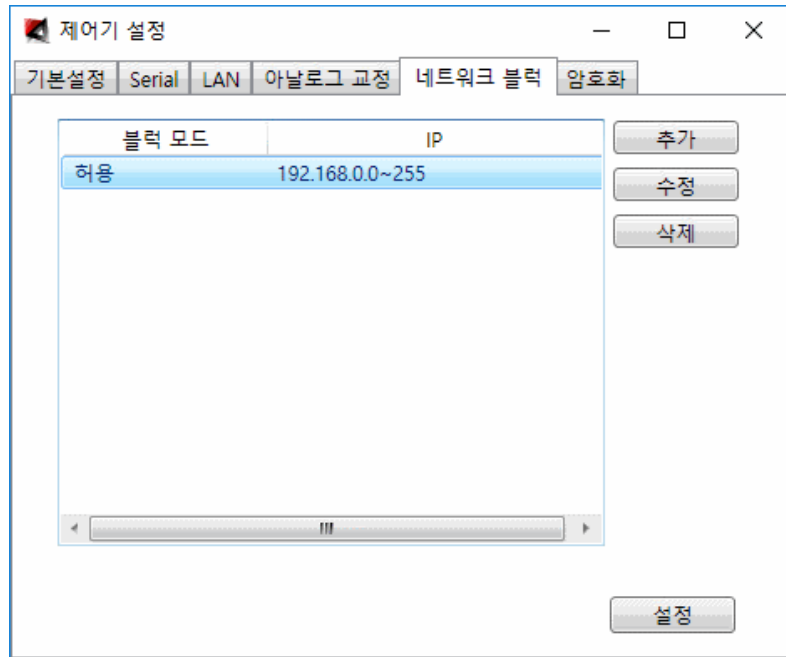 제어기 설정
기본설정 Serial LAN 아날로그 교정 네트워크 블럭 암호화
블럭 모드 IP 추가
허용 192.168.0.0~255 수정
삭제
설정